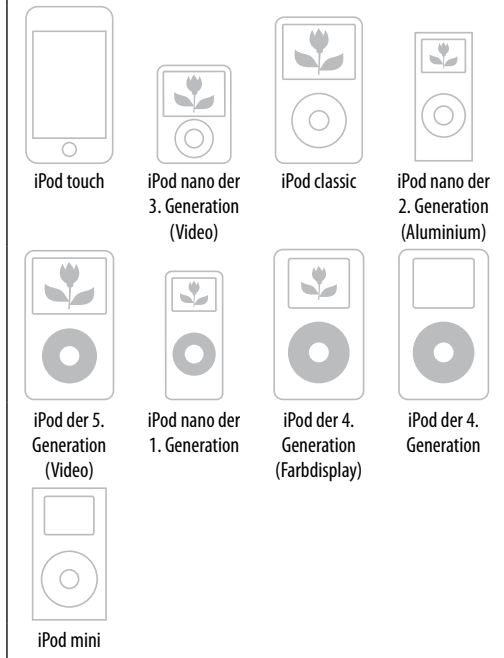 iPod touch
iPod nano der
3. Generation
(Video)
iPod classic
iPod nano der
2. Generation
(Aluminium)
iPod der 5.
Generation
(Video)
iPod nano der
1. Generation
iPod der 4.
Generation
(Farbdisplay)
iPod der 4.
Generation
iPod mini